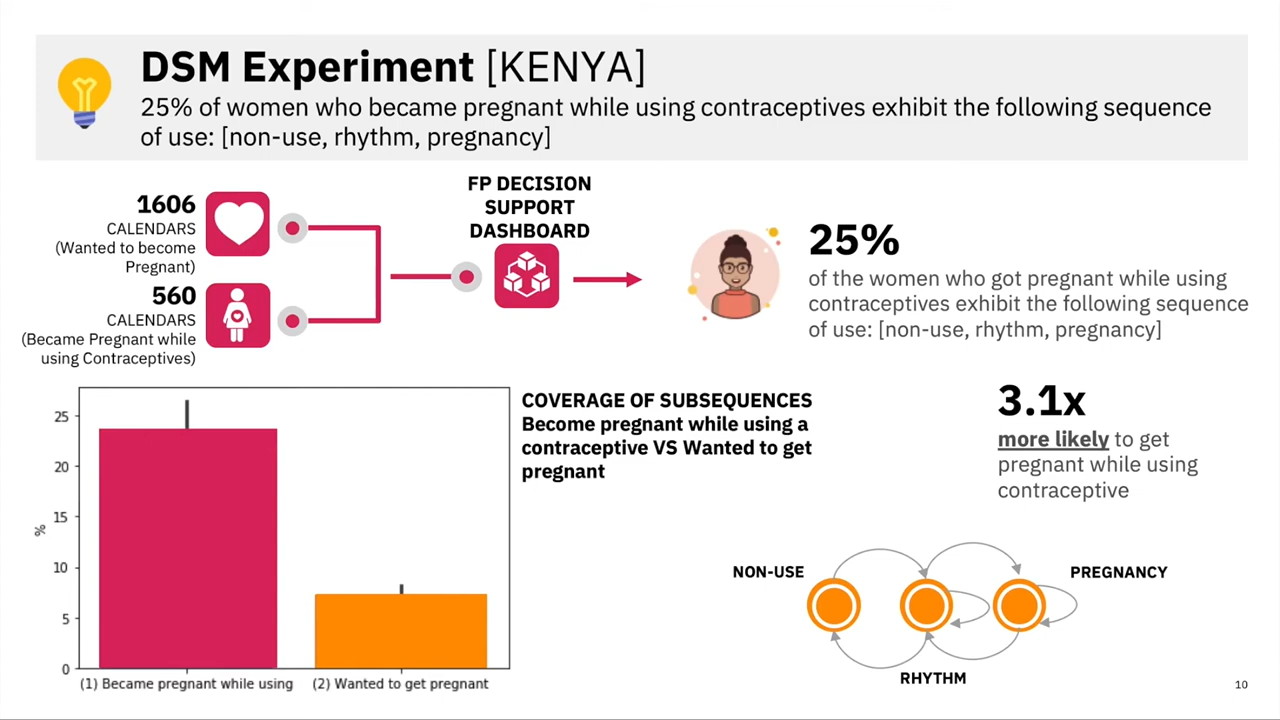 DSM Experiment [KENYA]
25% of women who became pregnant while using contraceptives exhibit the following sequence
of use: [non-use, rhythm, pregnancy]
1606
CALENDARS
(Wanted to become
Pregnant)
560
CALENDARS
(Became Pregnant while
using Contraceptives)
FP DECISION
SUPPORT
DASHBOARD
25%
of the women who got pregnant while using
contraceptives exhibit the following sequence
of use: [non-use, rhythm, pregnancy]
25
20
15
10
5
0
%
(1) Became pregnant while using
(2) Wanted to get pregnant
COVERAGE OF SUBSEQUENCES
Become pregnant while using a
contraceptive VS Wanted to get
pregnant
3.1x
more likely to get
pregnant while using
contraceptive
NON-USE
PREGNANCY
RHYTHM
10